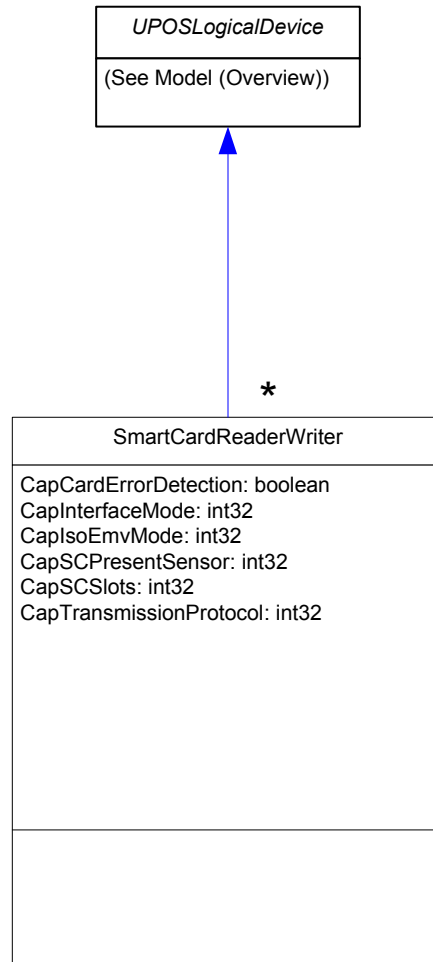 UPOSLogicalDevice
(See Model (Overview))
*
SmartCardReaderWriter
CapCardErrorDetection: boolean
CapInterfaceMode: int32
CapIsoEmvMode: int32
CapSCPresentSensor: int32
CapSCSlots: int32
CapTransmissionProtocol: int32